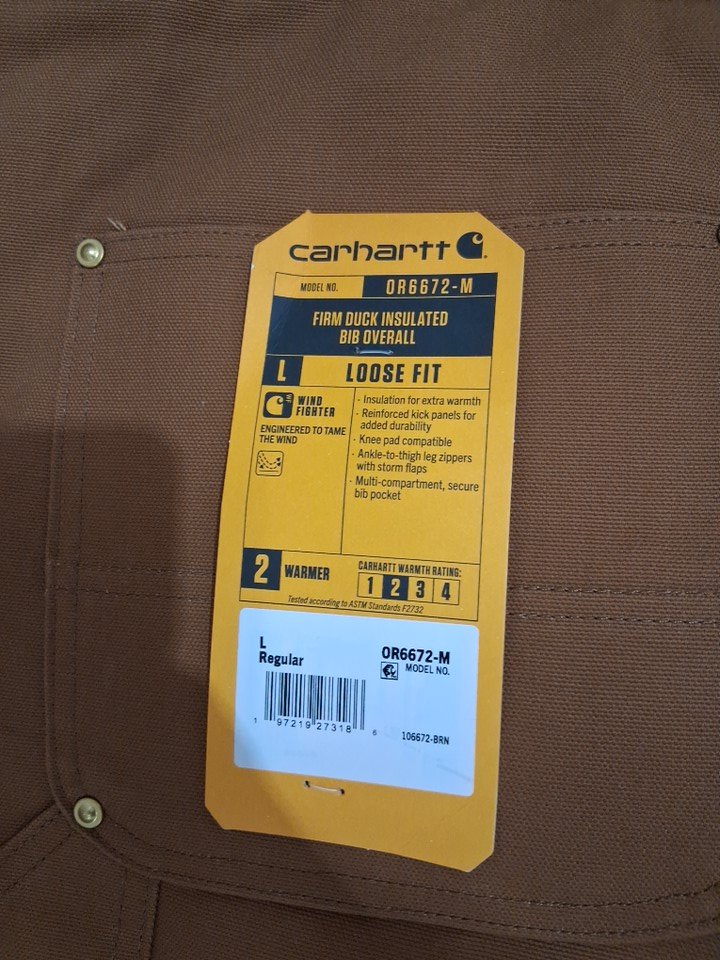 carhartt
MODEL NO. OR6672-M
FIRM DUCK INSULATED
BIB OVERALL
L LOOSE FIT
WF
WIND
FIGHTER
ENGINEERED TO TAME
THE WIND
· Insulation for extra warmth
· Reinforced kick panels for
added durability
· Knee pad compatible
· Ankle-to-thigh leg zippers
with storm flaps
· Multi-compartment, secure
bib pocket
2 WARMER
CARHARTT WARMTH RATING:
1 2 3 4
Tested according to ASTM Standards F2732
L
Regular
OR6672-M
MODEL NO.
1 97219 27318 6
106672-BRN